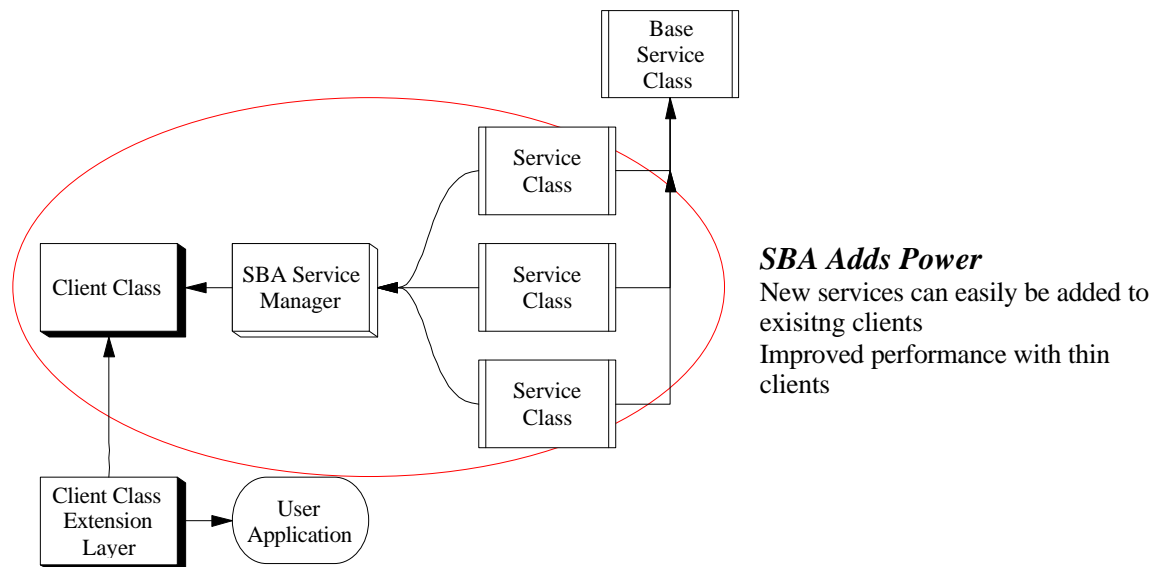 Base
Service
Class
Service
Class
Client Class
SBA Service
Manager
Service
Class
Service
Class
SBA Adds Power
New services can easily be added to
exisitng clients
Improved performance with thin
clients
Client Class
Extension
Layer
User
Application